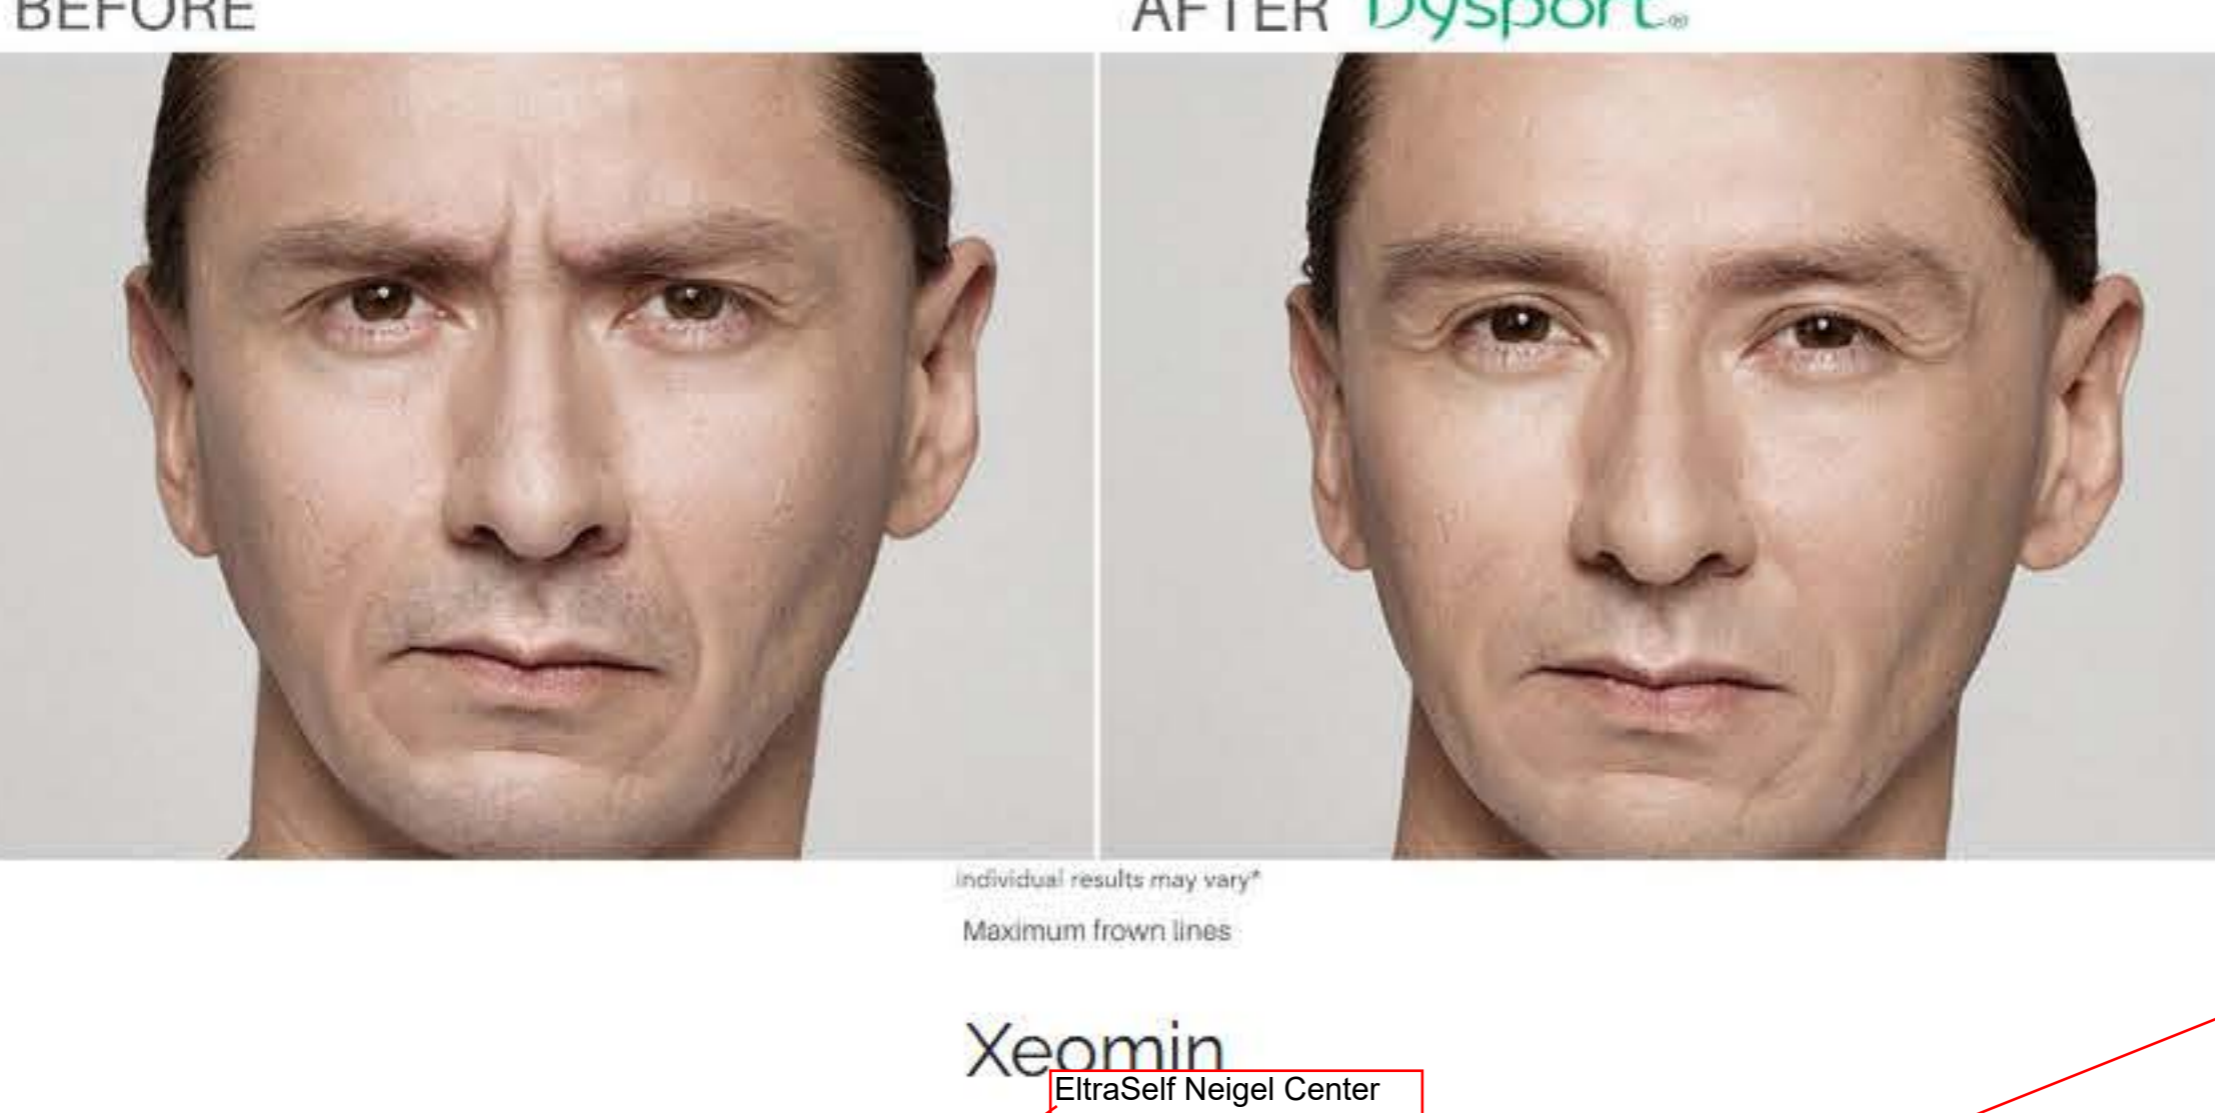 BEFORE
AFTER Dysport®
Individual results may vary*
Maximum frown lines
Xeomin
EltraSelf Neigel Center